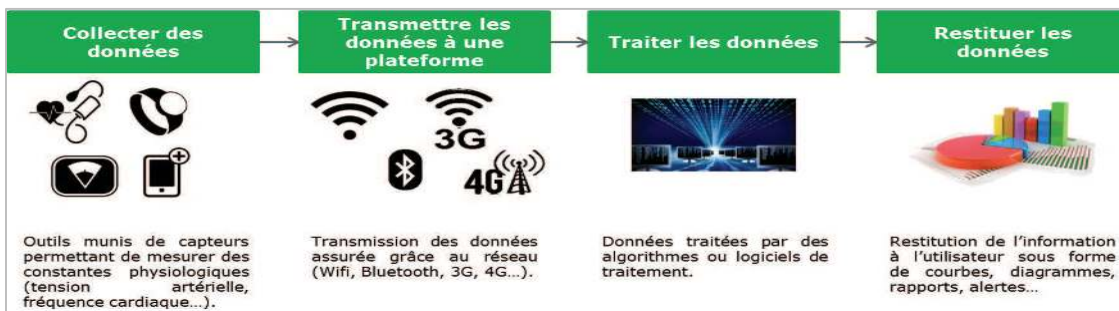 Collecter des
données
Transmettre les
données à une
plateforme
Traiter les données
Restituer les
données
3G
4G
Outils munis de capteurs
permettant de mesurer des
constantes physiologiques
(tension artérielle,
fréquence cardiaque...).
Transmission des données
assurée grâce au réseau
(Wifi, Bluetooth, 3G, 4G...).
Données traitées par des
algorithmes ou logiciels de
traitement.
Restitution de l'information
à l'utilisateur sous forme
de courbes, diagrammes,
rapports, alertes...